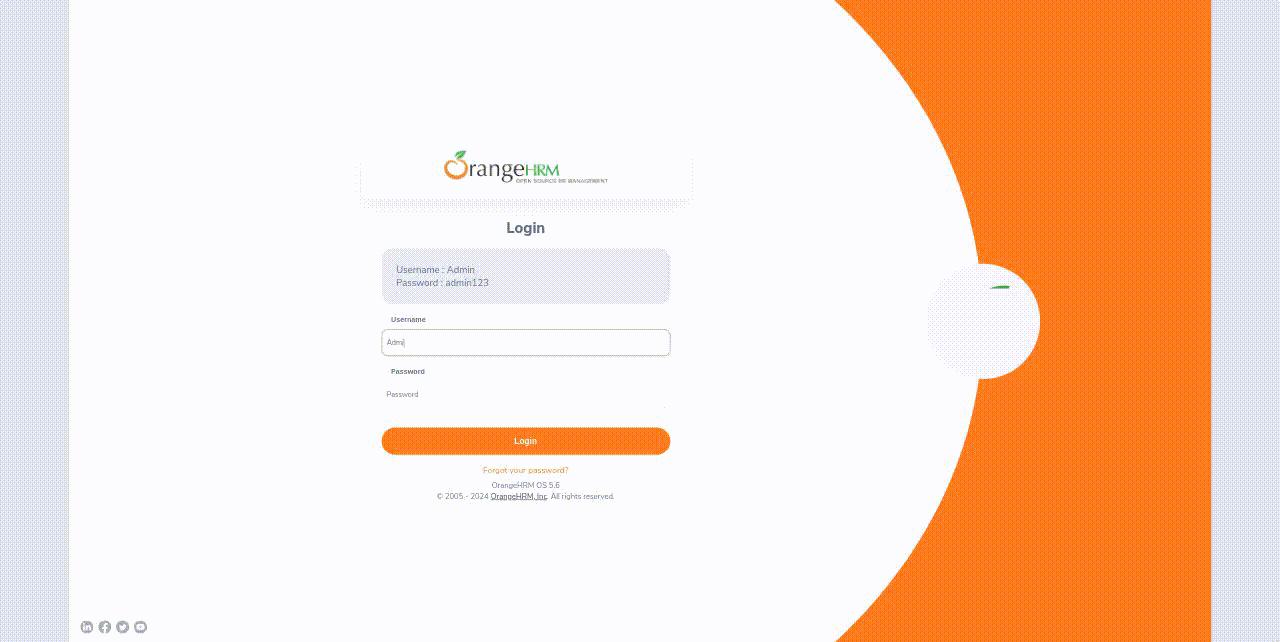 OrangeHRM
OPEN SOURCE HR MANAGEMENT
Login
Username : Admin
Password : admin123
Username
Admi
Password
Password
Login
Forgot your password?
OrangeHRM OS 5.6
© 2005 - 2024 OrangeHRM, Inc. All rights reserved.